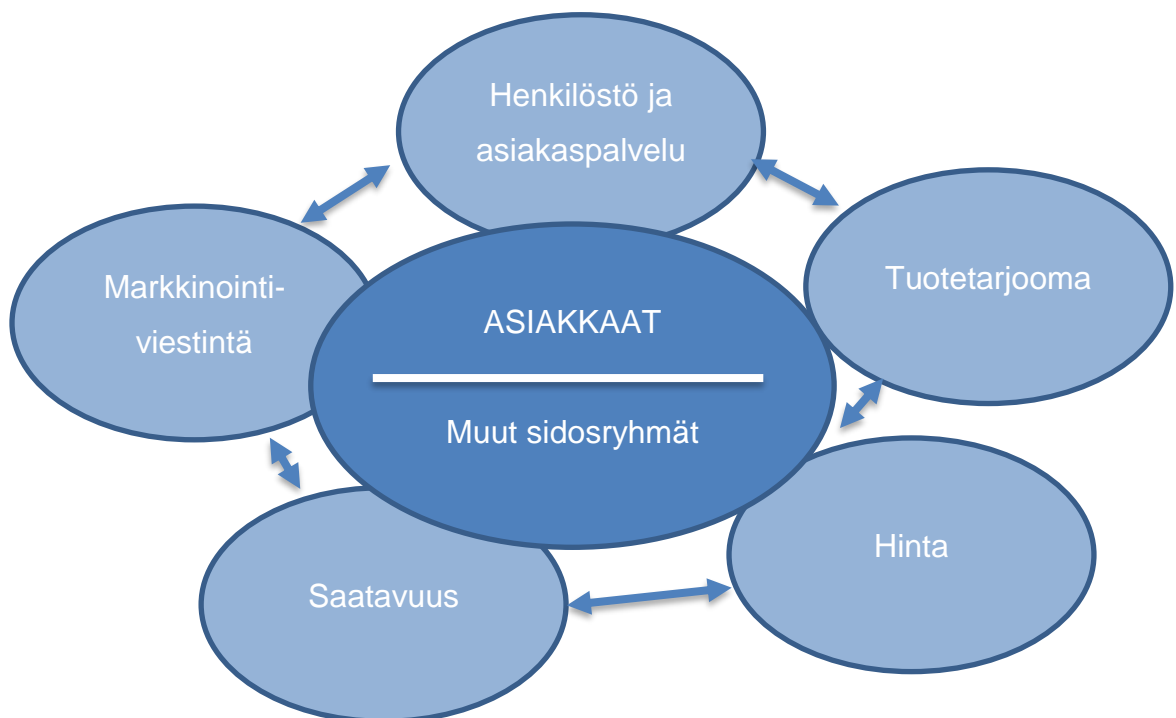 Henkilöstö ja
asiakaspalvelu
Tuotetarjooma
Markkinointi-
viestintä
ASIAKKAAT
Muut sidosryhmät
Hinta
Saatavuus